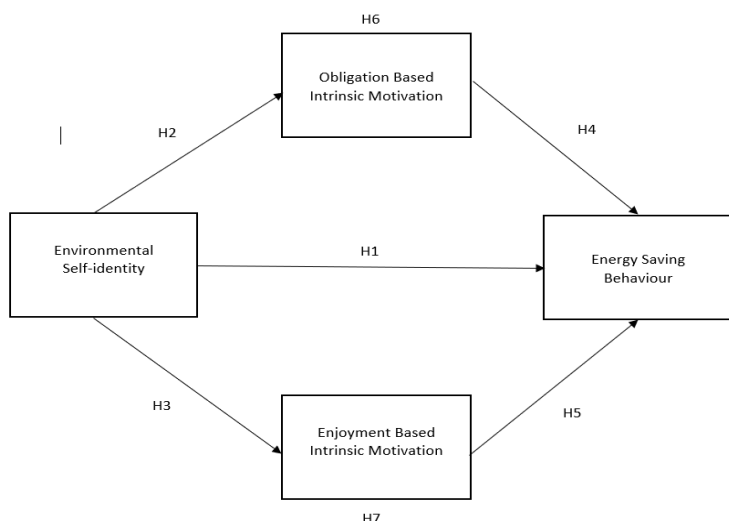 H6
Obligation Based
Intrinsic Motivation
H2
H4
Environmental
Self-identity
H1
Energy Saving
Behaviour
H3
Enjoyment Based
Intrinsic Motivation
H5
H7